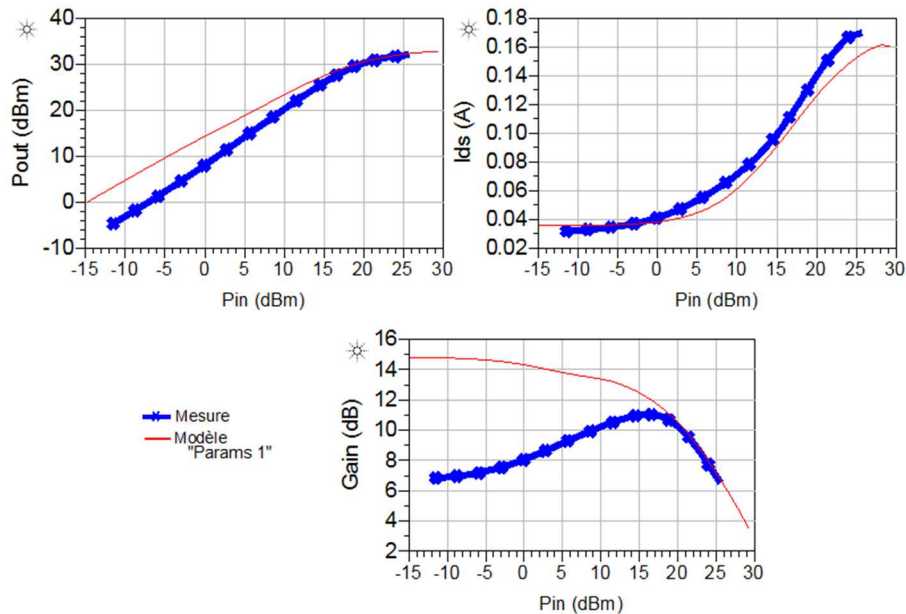 40
30
20
10
0
-10
Pout (dBm)
-15 -10 -5 0 5 10 15 20 25 30
Pin (dBm)
0.18
0.16
0.14
0.12
0.10
0.08
0.06
0.04
0.02
Ids (A)
-15 -10 -5 0 5 10 15 20 25 30
Pin (dBm)
Mesure
Modèle
"Params 1"
16
14
12
10
8
6
4
2
Gain (dB)
-15 -10 -5 0 5 10 15 20 25 30
Pin (dBm)